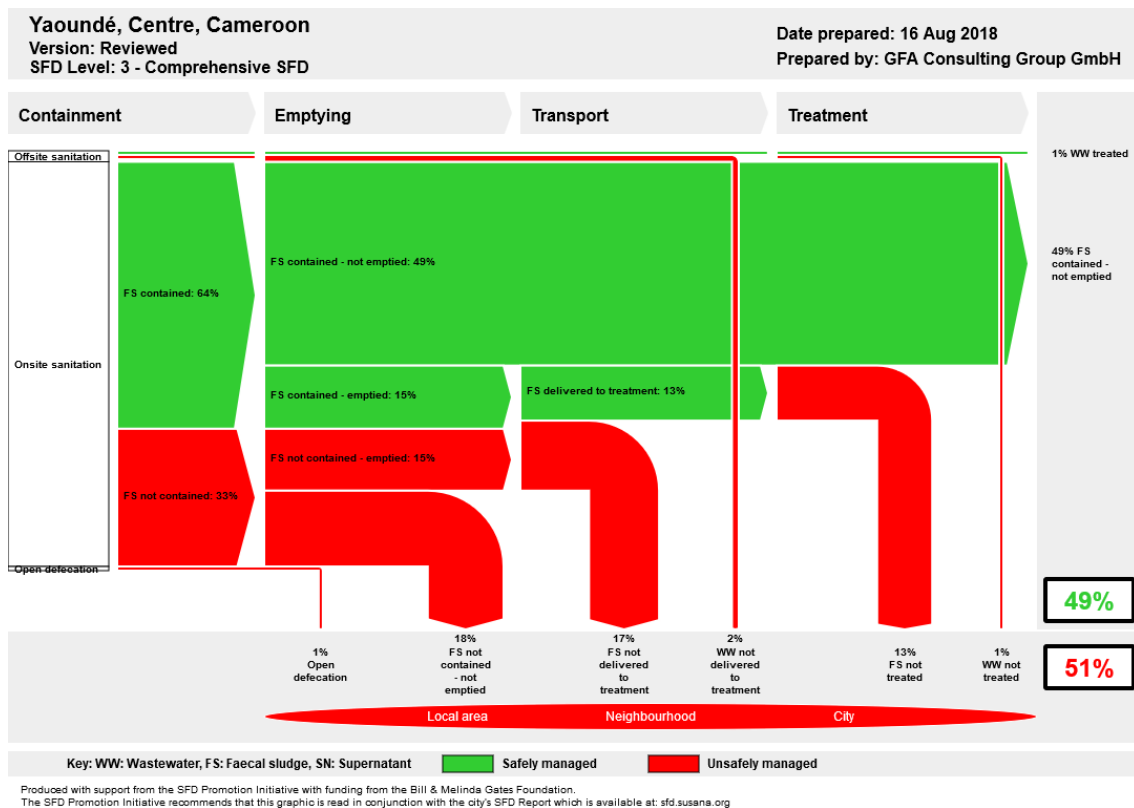 Yaoundé, Centre, Cameroon
Version: Reviewed
SFD Level: 3 - Comprehensive SFD
Date prepared: 16 Aug 2018
Prepared by: GFA Consulting Group GmbH
Containment
Emptying
Transport
Treatment
Offsite sanitation
1% WW treated
FS contained - not emptied: 49%
49% FS
contained -
not emptied
FS contained: 64%
Onsite sanitation
FS contained - emptied: 15%
FS delivered to treatment: 13%
FS not contained - emptied: 15%
FS not contained: 33%
Open defecation
49%
51%
1%
Open
defecation
18%
FS not
contained
- not
emptied
17%
FS not
delivered
to
treatment
2%
WW not
delivered
to
treatment
13%
FS not
treated
1%
WW not
treated
Local area
Neighbourhood
City
Key: WW: Wastewater, FS: Faecal sludge, SN: Supernatant
Safely managed
Unsafely managed
Produced with support from the SFD Promotion Initiative with funding from the Bill & Melinda Gates Foundation.
The SFD Promotion Initiative recommends that this graphic is read in conjunction with the city's SFD Report which is available at: sfd.susana.org